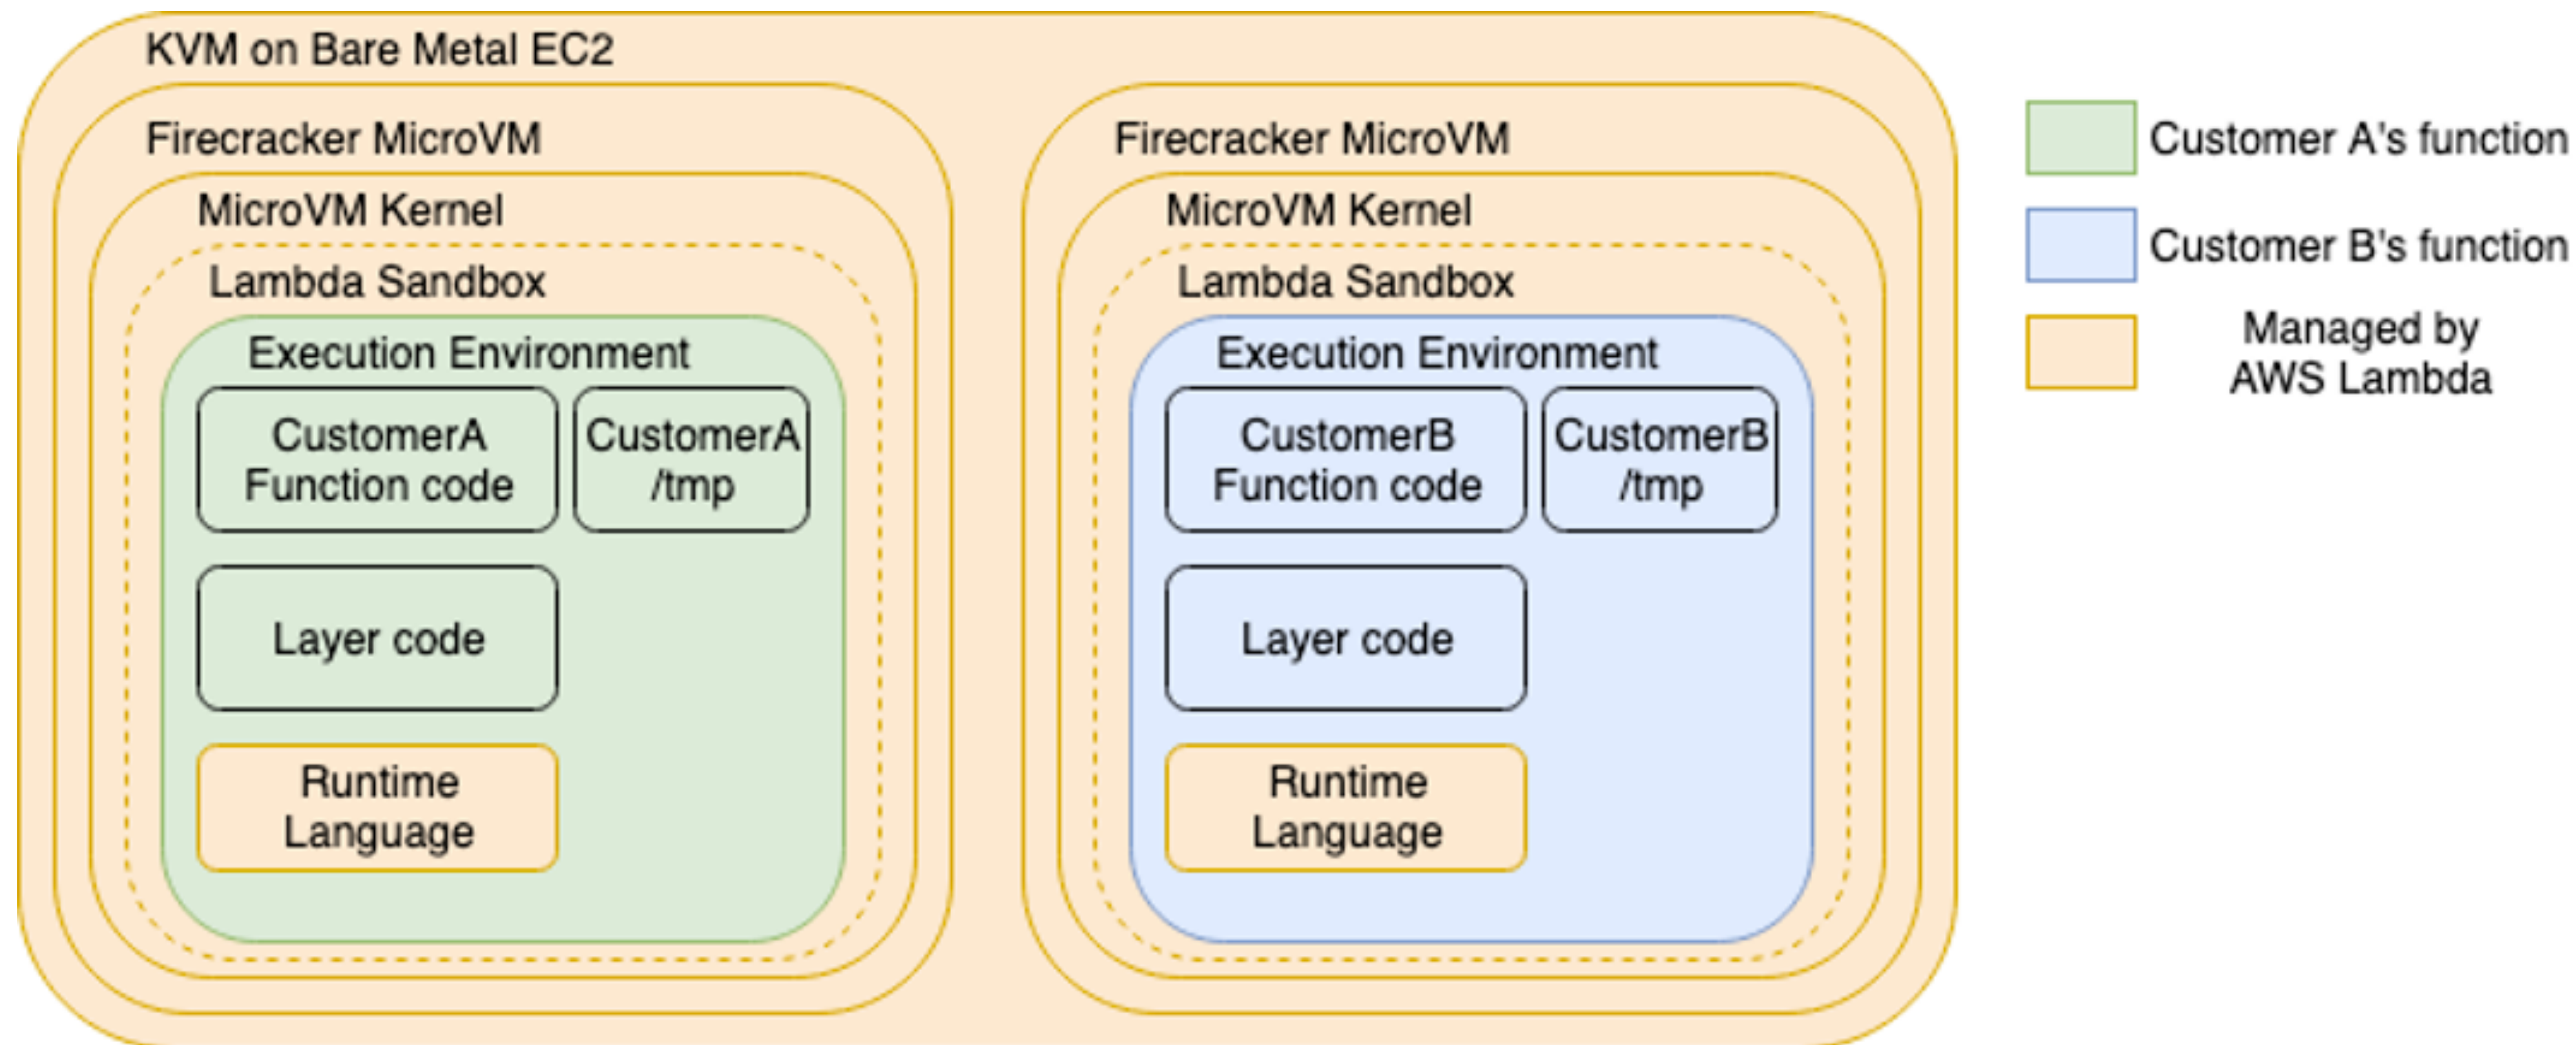 KVM on Bare Metal EC2
Firecracker MicroVM
MicroVM Kernel
Lambda Sandbox
Execution Environment
CustomerA
Function code
CustomerA
/tmp
Layer code
Runtime
Language
Firecracker MicroVM
MicroVM Kernel
Lambda Sandbox
Execution Environment
CustomerB
Function code
CustomerB
/tmp
Layer code
Runtime
Language
Customer A's function
Customer B's function
Managed by
AWS Lambda